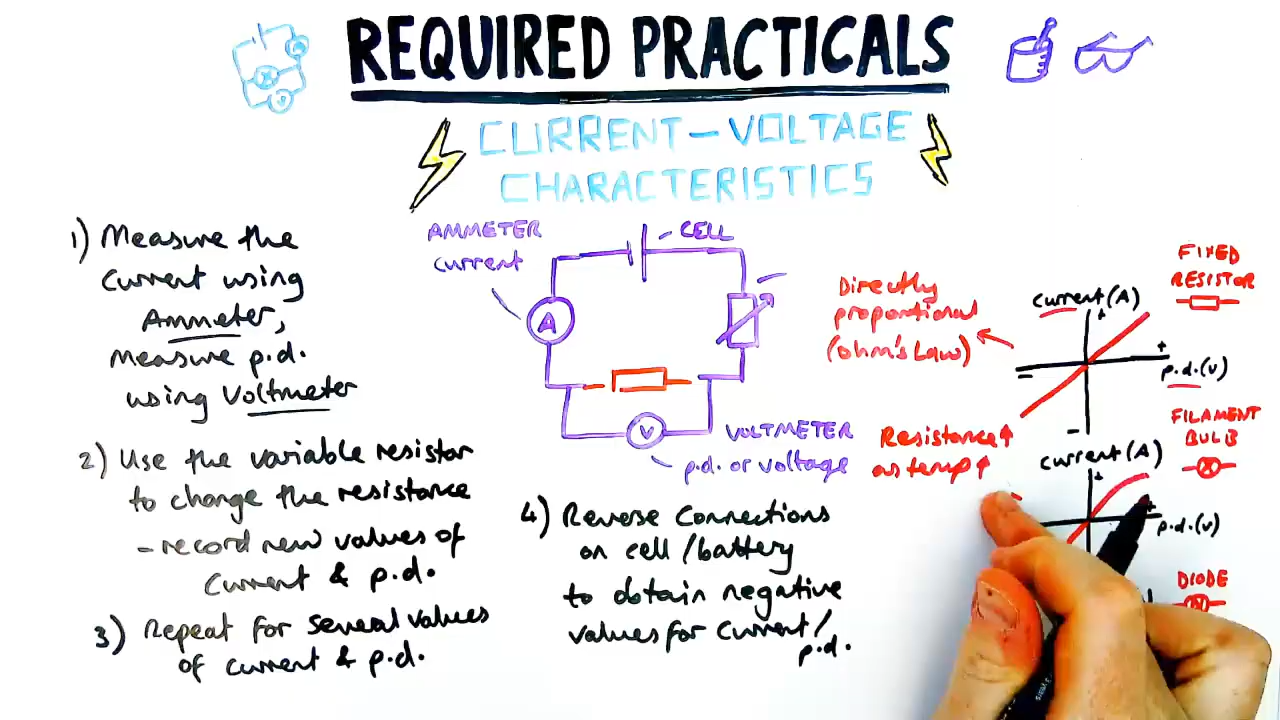 REQUIRED PRACTICALS
CURRENT-VOLTAGE
CHARACTERISTICS
1) Measure the
current using
Ammeter,
measure p.d.
using Voltmeter
2) Use the variable resistor
to change the resistance
- record new values of
current & p.d.
3) Repeat for several values
of current & p.d.
AMMETER
current
CELL
A
V
VOLTMETER
p.d. or voltage
4) Reverse Connections
on cell/battery
to obtain negative
values for current/
p.d.
Directly
proportional
(ohm's Law)
FIXED
RESISTOR
current (A)
+
+
-
p.d. (v)
-
Resistance↑
as temp↑
FILAMENT
BULB
current (A)
+
+
p.d. (v)
DIODE